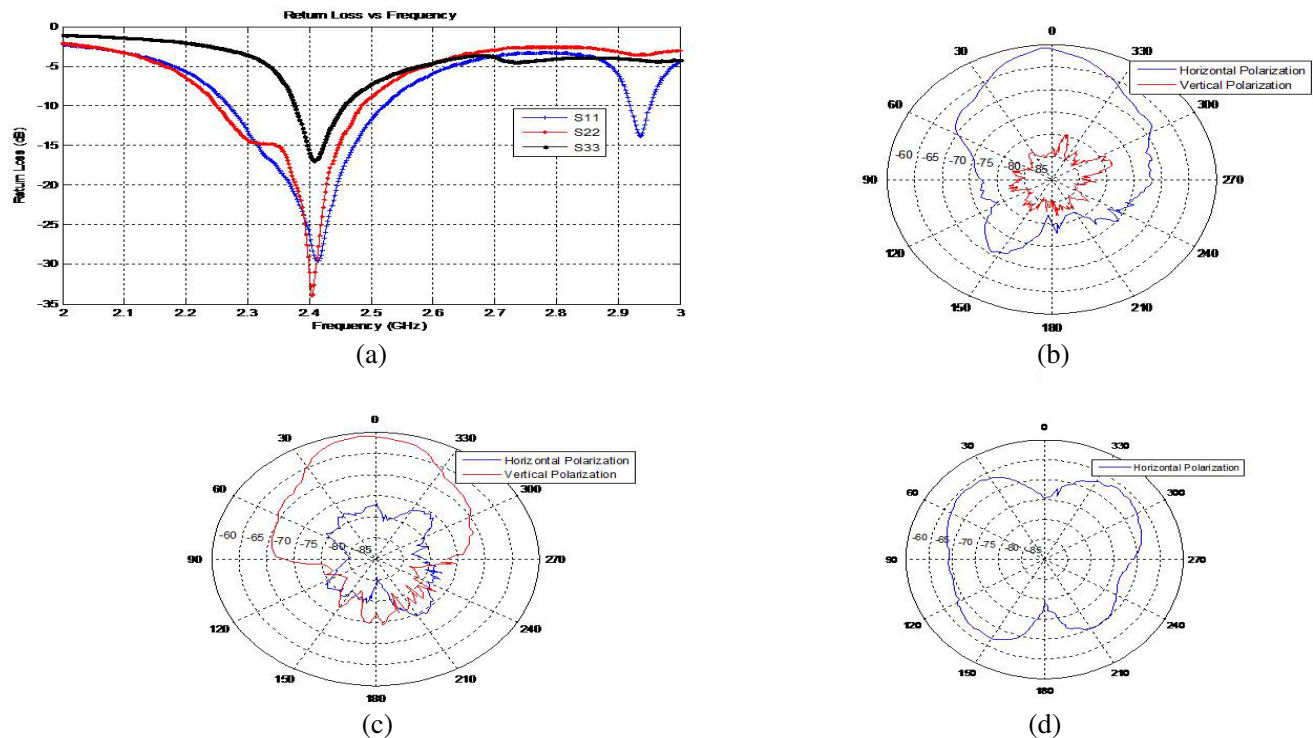 Return Loss vs Frequency
0
-5
-10
-15
-20
-25
-30
-35
Return Loss (dB)
S11
S22
S33
2 2.1 2.2 2.3 2.4 2.5 2.6 2.7 2.8 2.9 3
Frequency (GHz)
(a)
0
30
300
60
-60 -65 -70 -75 -80 -85
90 270
120 240
150 210
180
Horizontal Polarization
Vertical Polarization
(b)
0
30 330
60 300
-60 -65 -70 -75 -80 -85
90 270
120 240
150 210
180
Horizontal Polarization
Vertical Polarization
(c)
0
30 330
60 300
-60 -65 -70 -75 -80 -85
90 270
120 240
150 210
180
Horizontal Polarization
(d)